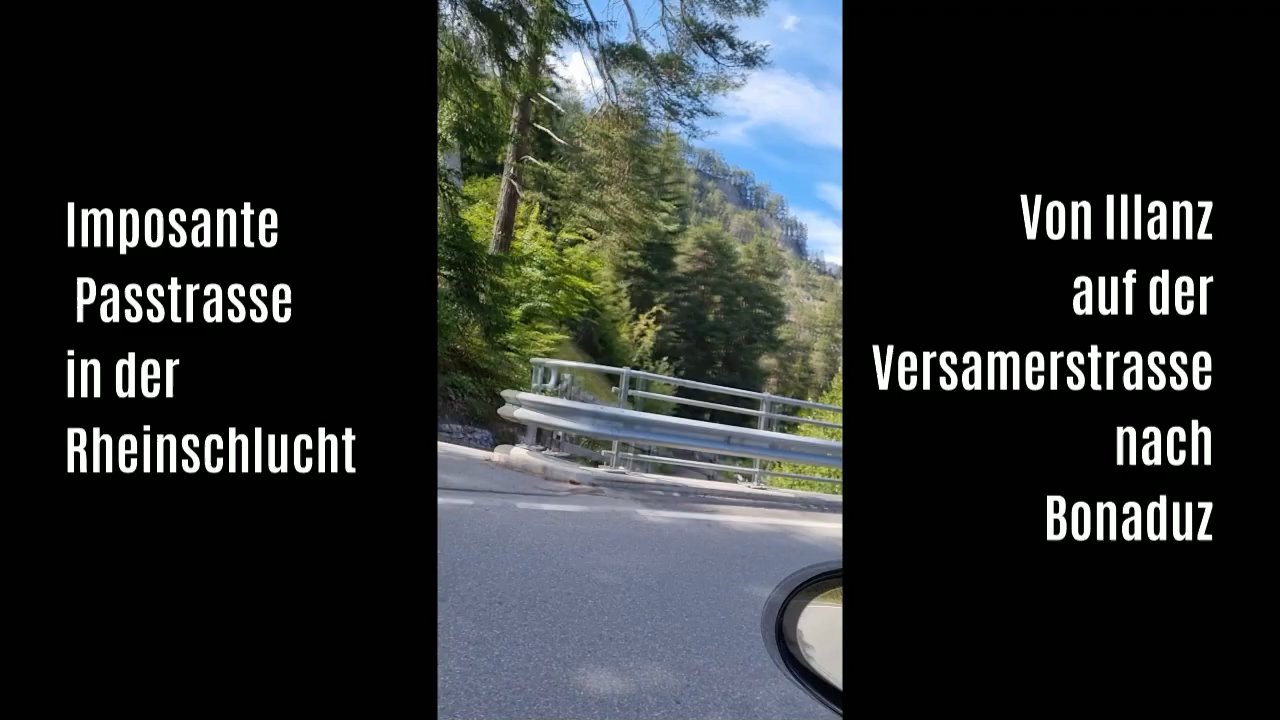 Imposante
Passtrasse
in der
Rheinschlucht
Von Illanz
auf der
Versamerstrasse
nach
Bonaduz